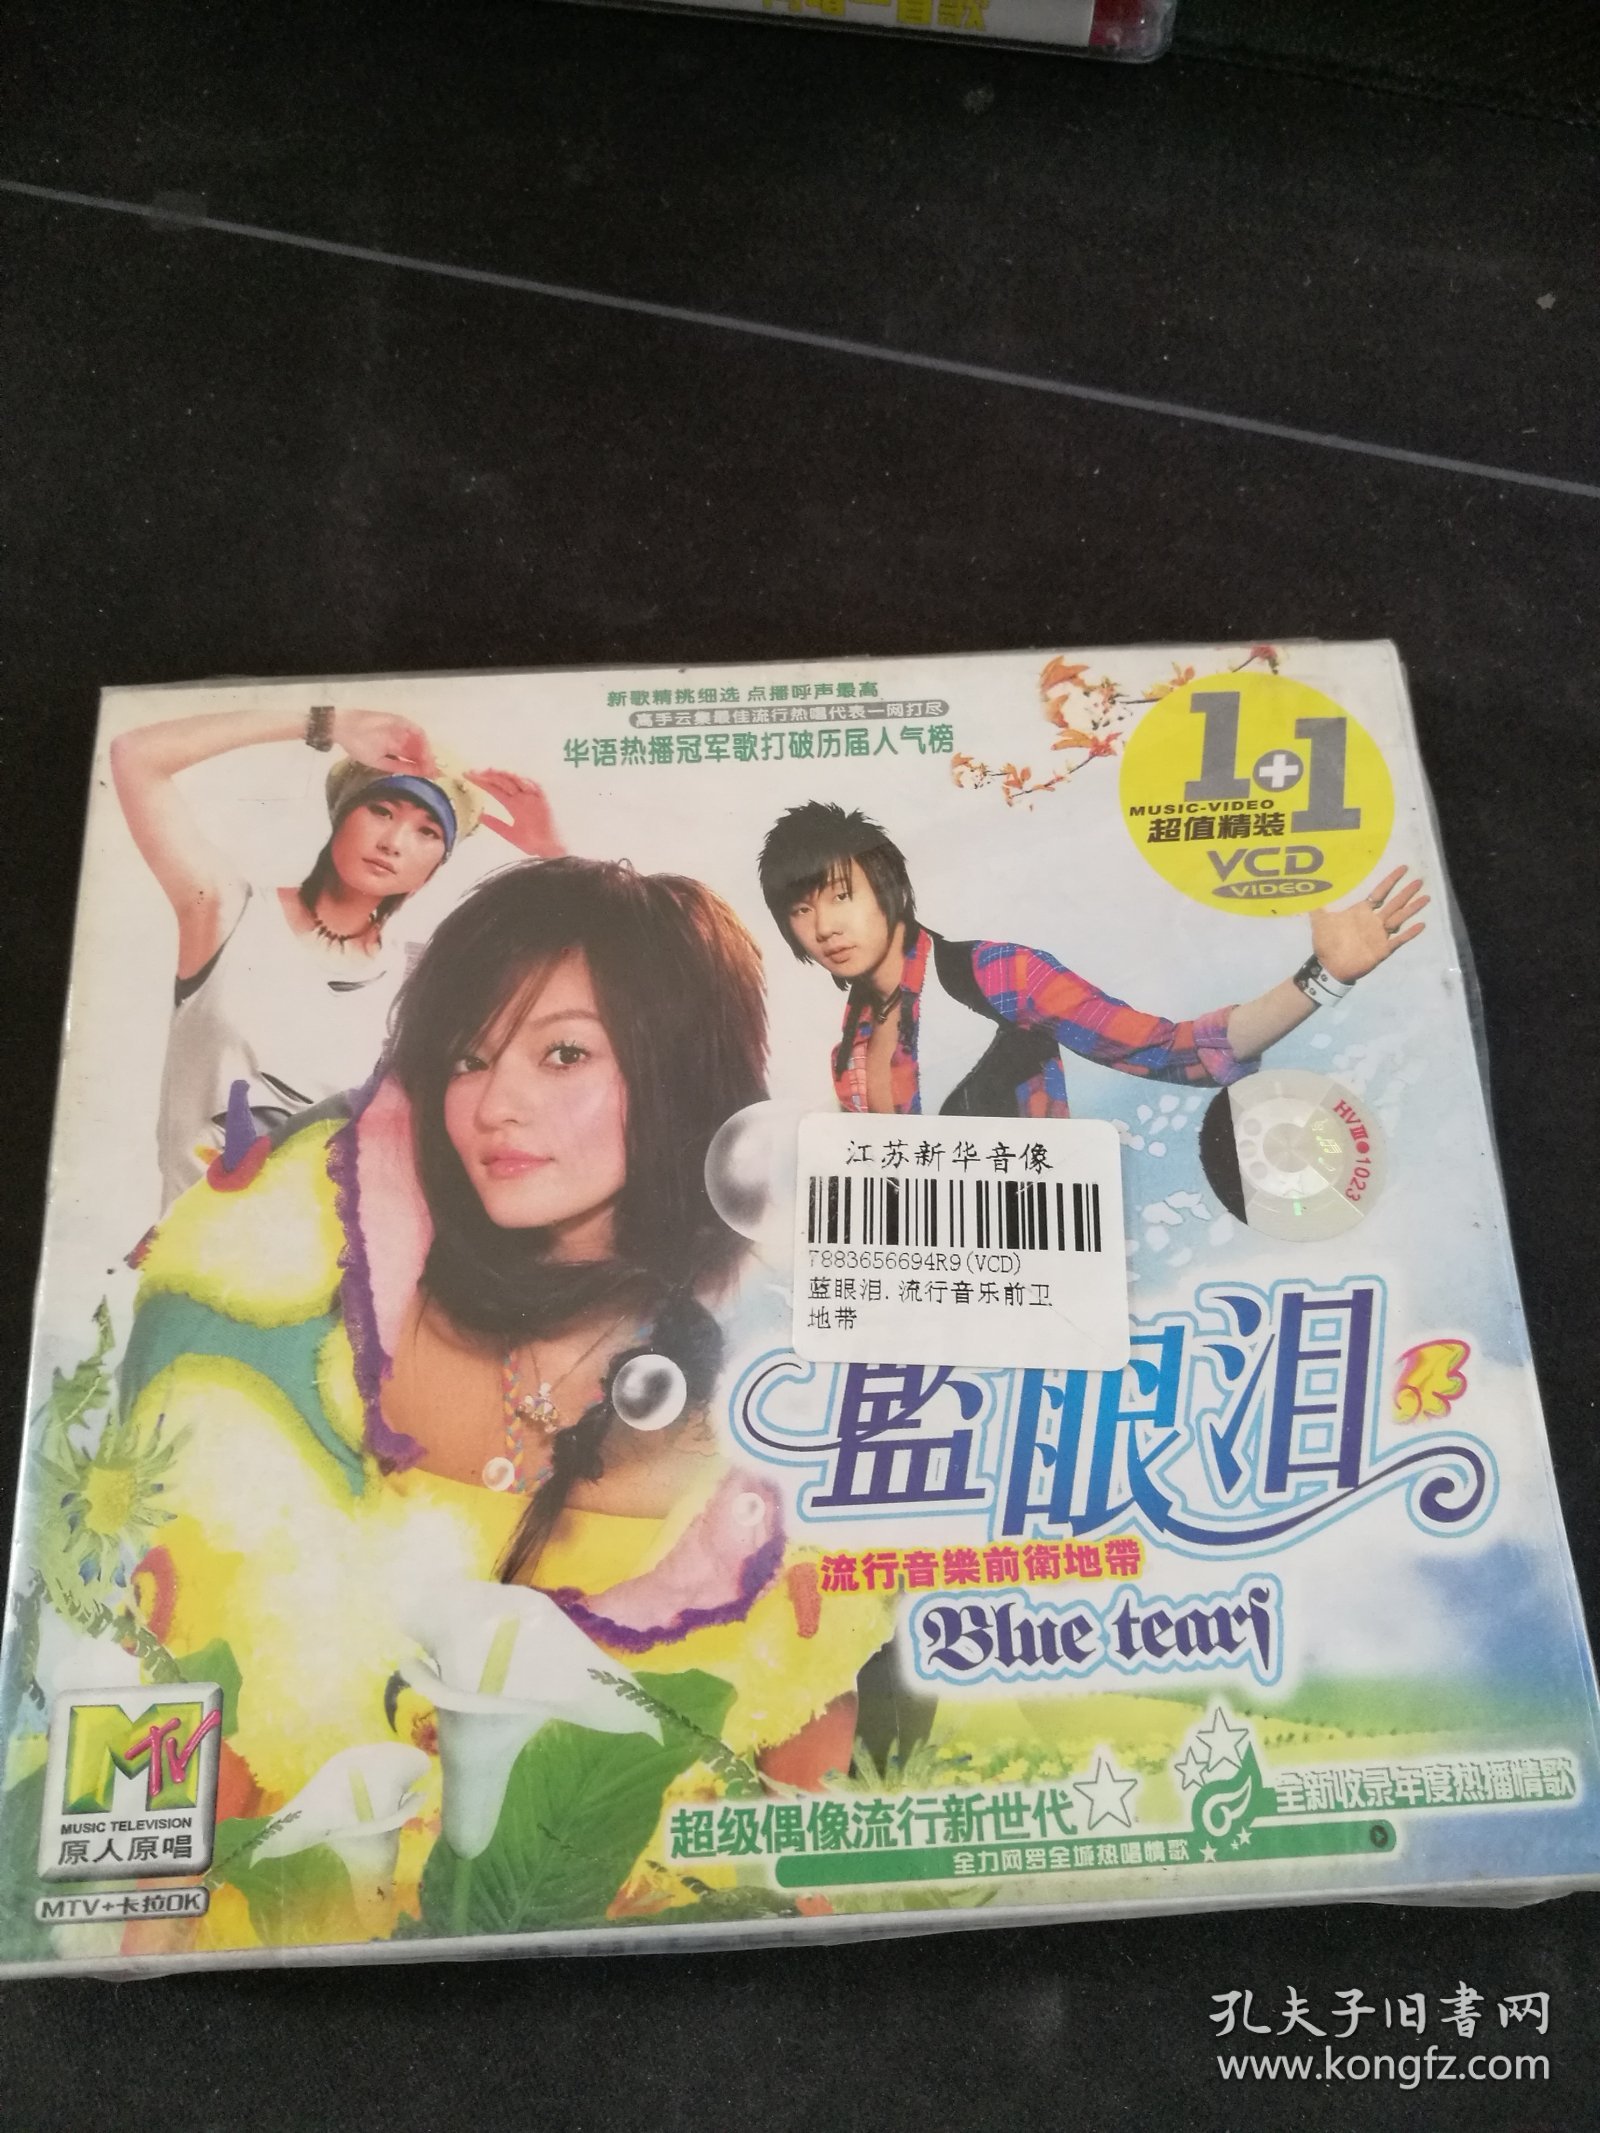 新歌精挑细选 点播呼声最高
高手云集最佳流行热唱代表一网打尽
华语热播冠军歌打破历届人气榜
1+1
MUSIC-VIDEO
超值精装
VCD
VIDEO
HVⅢ●1023
江苏新华音像
7883656694R9(VCD)
蓝眼泪.流行音乐前卫
地带
藍眼泪
流行音樂前衛地帶
Blue tears
MTV
MUSIC TELEVISION
原人原唱
MTV+卡拉OK
超级偶像流行新世代
全新收录年度热播情歌
全力网罗全城热唱情歌
孔夫子旧書网
www.kongfz.com